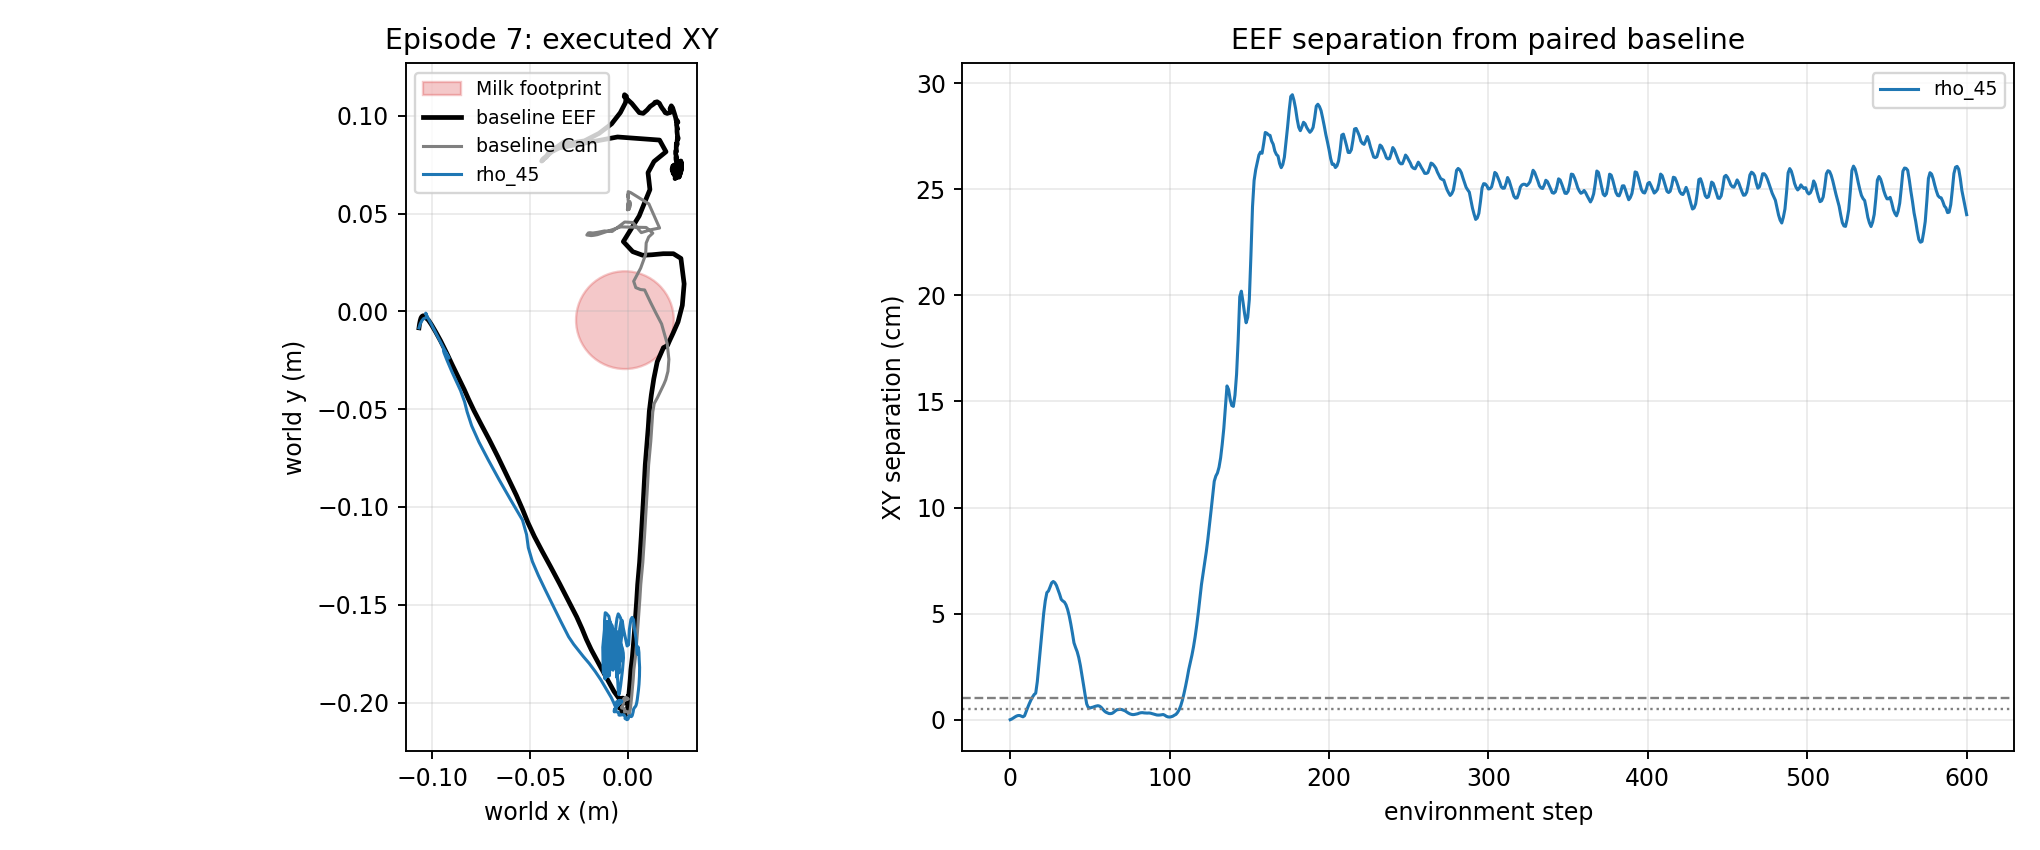 Episode 7: executed XY
Milk footprint
baseline EEF
baseline Can
rho_45
0.10
0.05
0.00
−0.05
−0.10
−0.15
−0.20
world y (m)
−0.10
−0.05
0.00
world x (m)
EEF separation from paired baseline
rho_45
30
25
20
15
10
5
0
XY separation (cm)
0
100
200
300
400
500
600
environment step